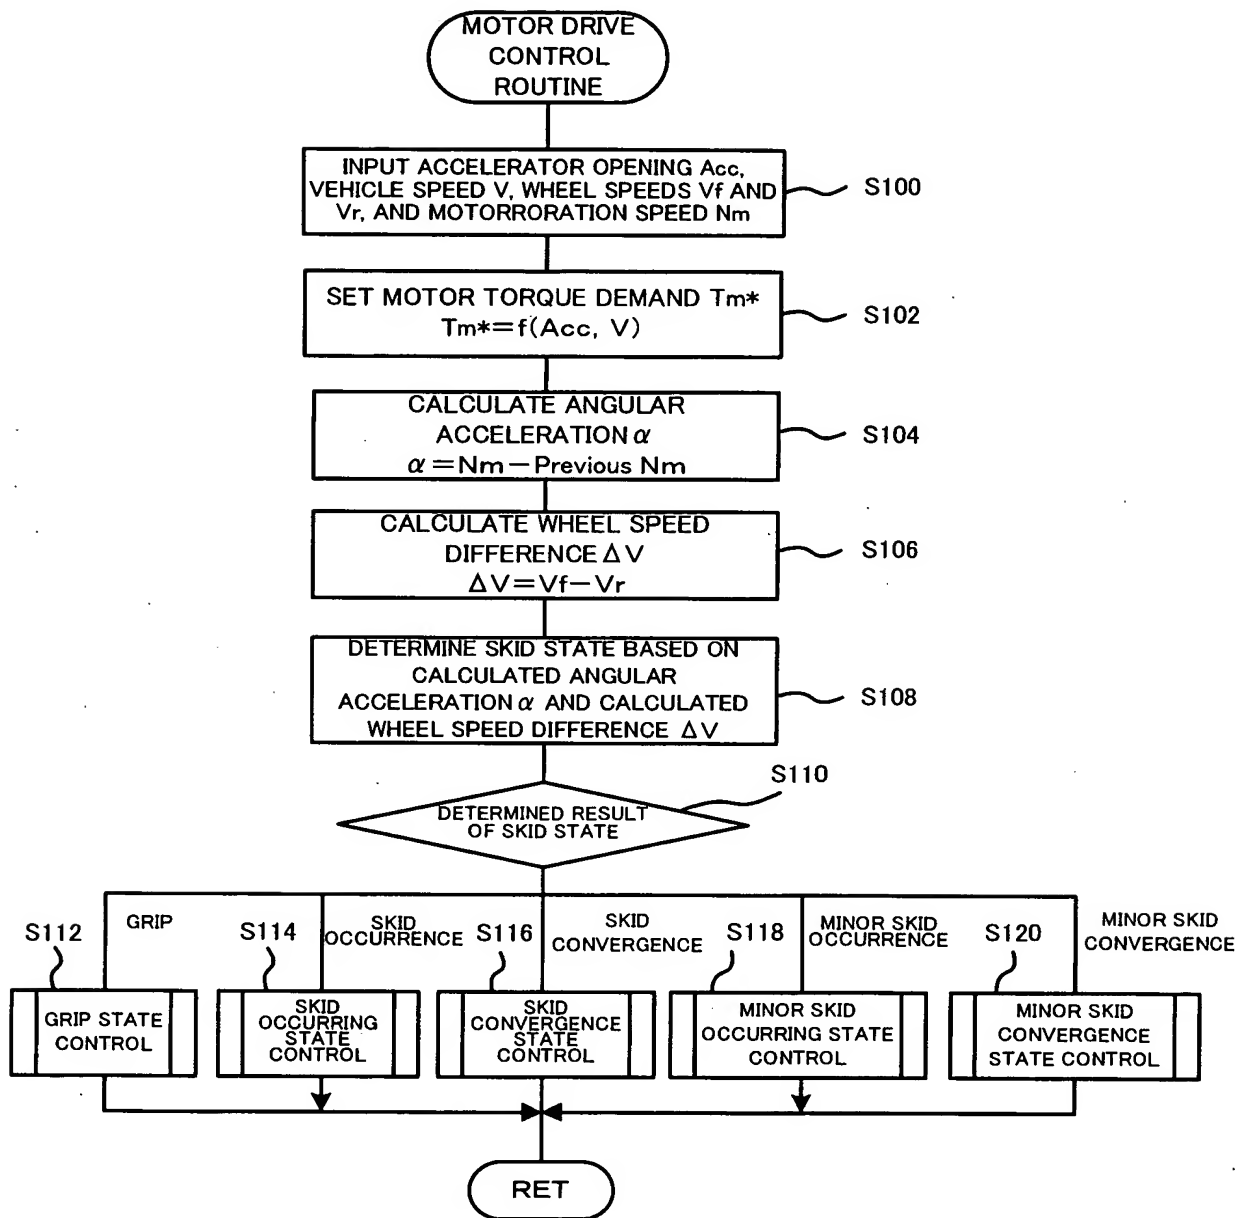 MOTOR DRIVE
CONTROL
ROUTINE
INPUT ACCELERATOR OPENING Acc,
VEHICLE SPEED V, WHEEL SPEEDS Vf AND
Vr, AND MOTORRORATION SPEED Nm
S100
SET MOTOR TORQUE DEMAND Tm*
Tm*=f(Acc, V)
S102
CALCULATE ANGULAR
ACCELERATION α
α=Nm-Previous Nm
S104
CALCULATE WHEEL SPEED
DIFFERENCE ΔV
ΔV=Vf-Vr
S106
DETERMINE SKID STATE BASED ON
CALCULATED ANGULAR
ACCELERATION α AND CALCULATED
WHEEL SPEED DIFFERENCE ΔV
S108
S110
DETERMINED RESULT
OF SKID STATE
GRIP
S112
GRIP STATE
CONTROL
SKID
OCCURRENCE
S114
SKID
OCCURRING
STATE
CONTROL
SKID
CONVERGENCE
S116
SKID
CONVERGENCE
STATE
CONTROL
MINOR SKID
OCCURRENCE
S118
MINOR SKID
OCCURRING STATE
CONTROL
MINOR SKID
CONVERGENCE
S120
MINOR SKID
CONVERGENCE
STATE CONTROL
RET